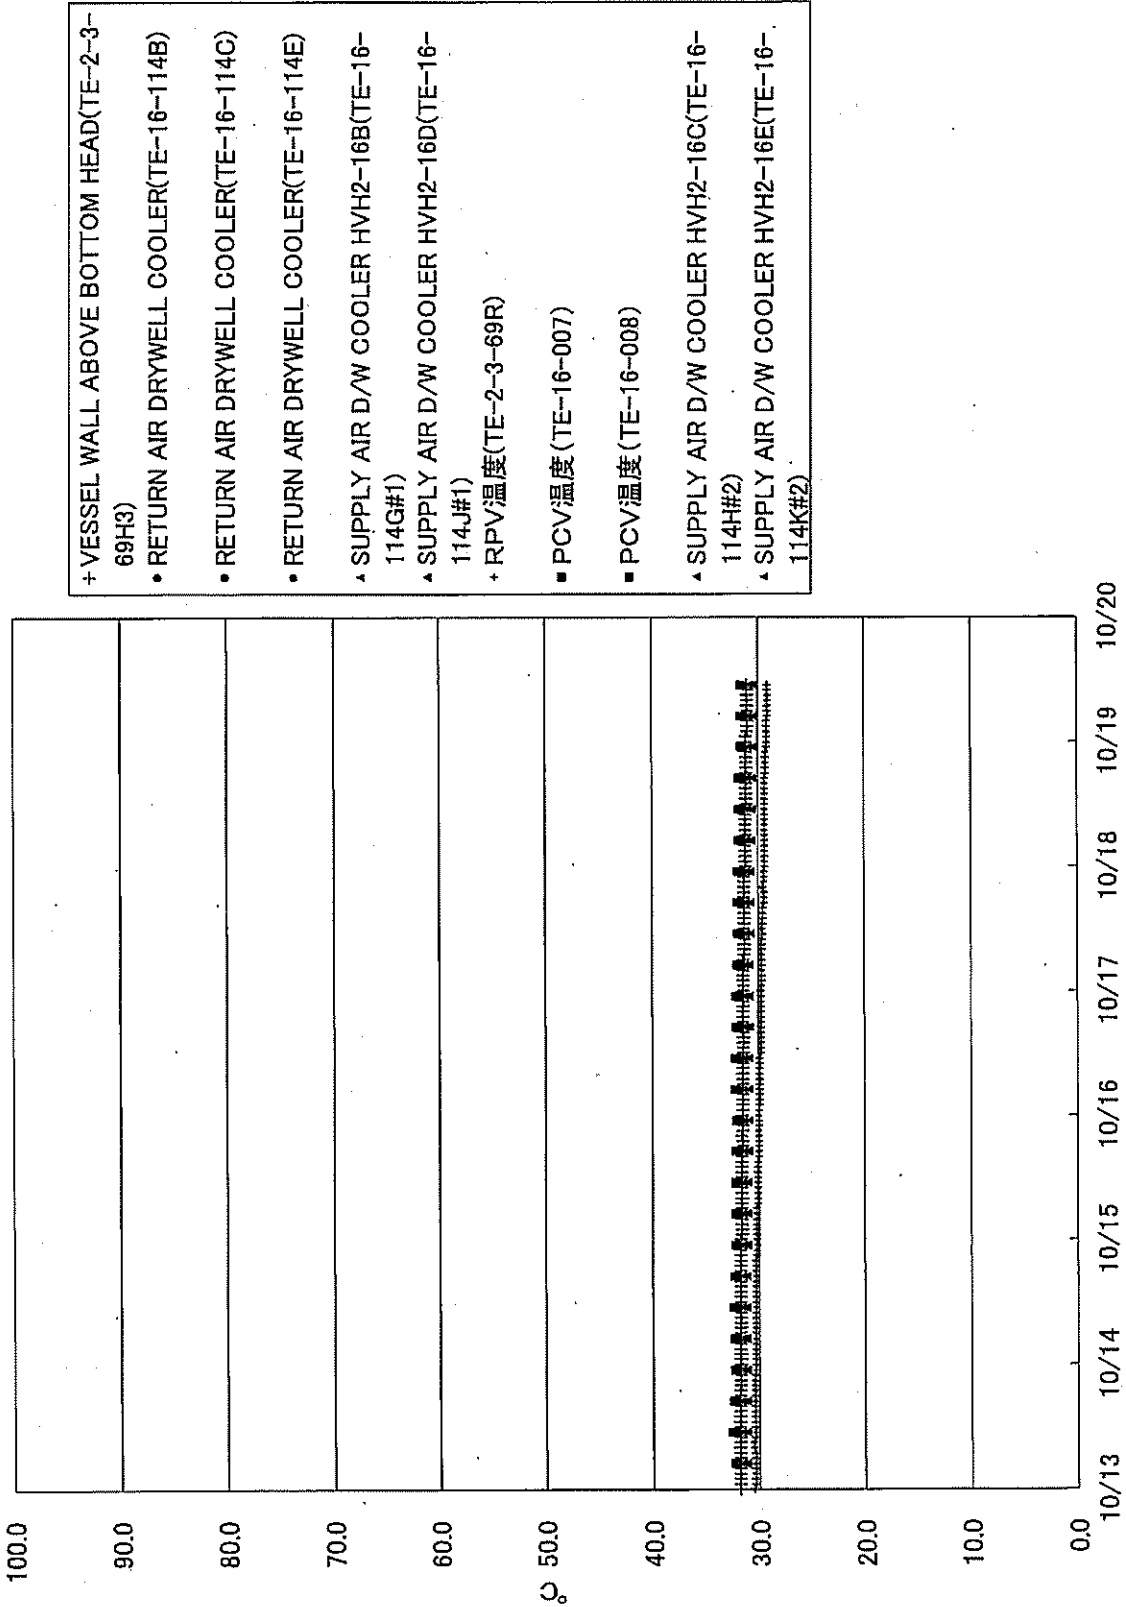 100.0
90.0
80.0
70.0
60.0
50.0
40.0
30.0
20.0
10.0
0.0
℃
10/13
10/14
10/15
10/16
10/17
10/18
10/19
10/20
+ VESSEL WALL ABOVE BOTTOM HEAD(TE-2-3-
69H3)
• RETURN AIR DRYWELL COOLER(TE-16-114B)
• RETURN AIR DRYWELL COOLER(TE-16-114C)
• RETURN AIR DRYWELL COOLER(TE-16-114E)
▲ SUPPLY AIR D/W COOLER HVH2-16B(TE-16-
114G#1)
▲ SUPPLY AIR D/W COOLER HVH2-16D(TE-16-
114J#1)
+ RPV温度(TE-2-3-69R)
■ PCV温度(TE-16-007)
■ PCV温度(TE-16-008)
▲ SUPPLY AIR D/W COOLER HVH2-16C(TE-16-
114H#2)
▲ SUPPLY AIR D/W COOLER HVH2-16E(TE-16-
114K#2)